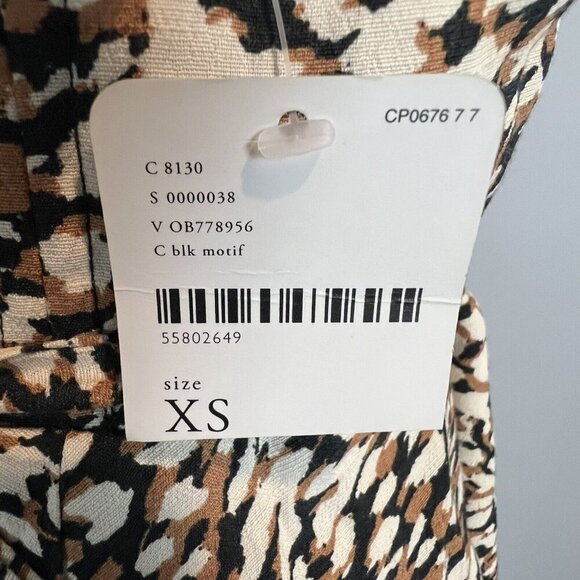 CP0676 7 7
C 8130
S 0000038
V OB778956
C blk motif
55802649
size
XS